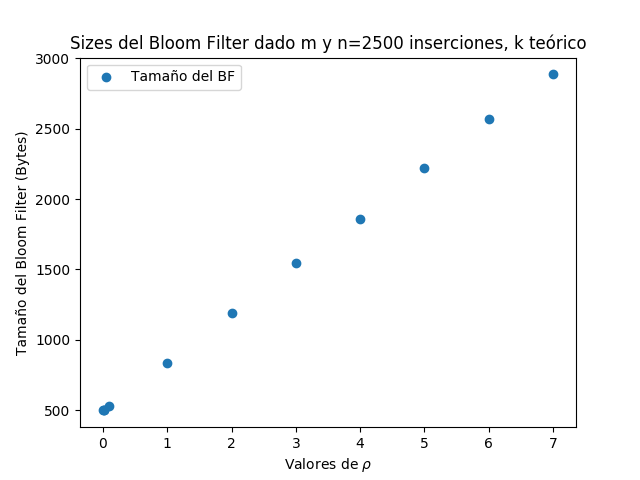 Sizes del Bloom Filter dado m y n=2500 inserciones, k teórico
Tamaño del BF
Tamaño del Bloom Filter (Bytes)
3000
2500
2000
1500
1000
500
0 1 2 3 4 5 6 7
Valores de ρ